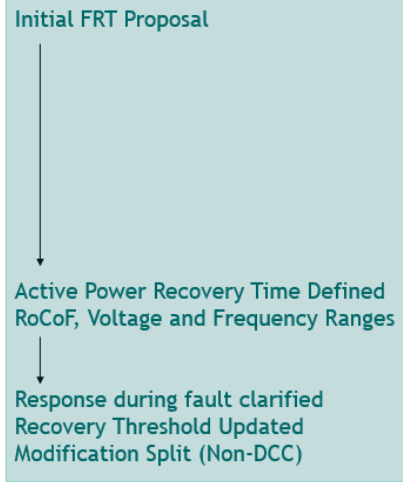 Initial FRT Proposal
Active Power Recovery Time Defined
RoCoF, Voltage and Frequency Ranges
Response during fault clarified
Recovery Threshold Updated
Modification Split (Non-DCC)